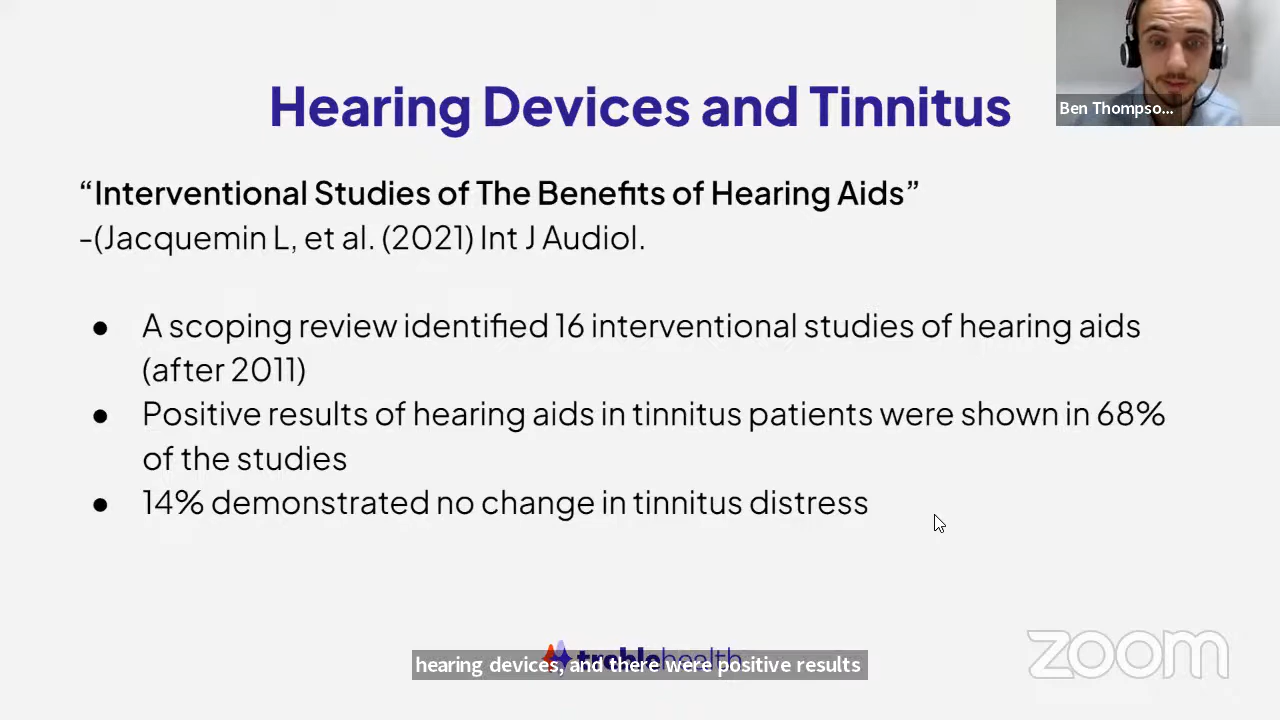 Hearing Devices and Tinnitus
Ben Thompso...
“Interventional Studies of The Benefits of Hearing Aids”
-(Jacquemin L, et al. (2021) Int J Audiol.
● A scoping review identified 16 interventional studies of hearing aids
(after 2011)
● Positive results of hearing aids in tinnitus patients were shown in 68%
of the studies
● 14% demonstrated no change in tinnitus distress
hearing devices, and there were positive results
zoom